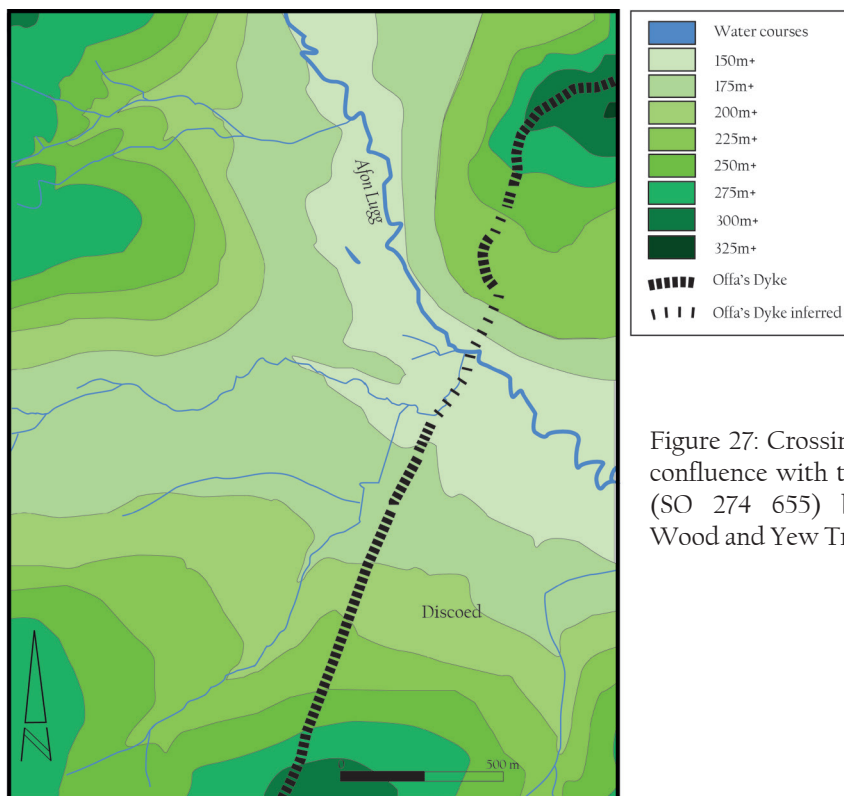 Afon Lugg
Discoed
N
0 500 m
Water courses
150m+
175m+
200m+
225m+
250m+
275m+
300m+
325m+
Offa's Dyke
Offa's Dyke inferred
Figure 27: Crossin
confluence with t
(SO 274 655)
Wood and Yew Tr